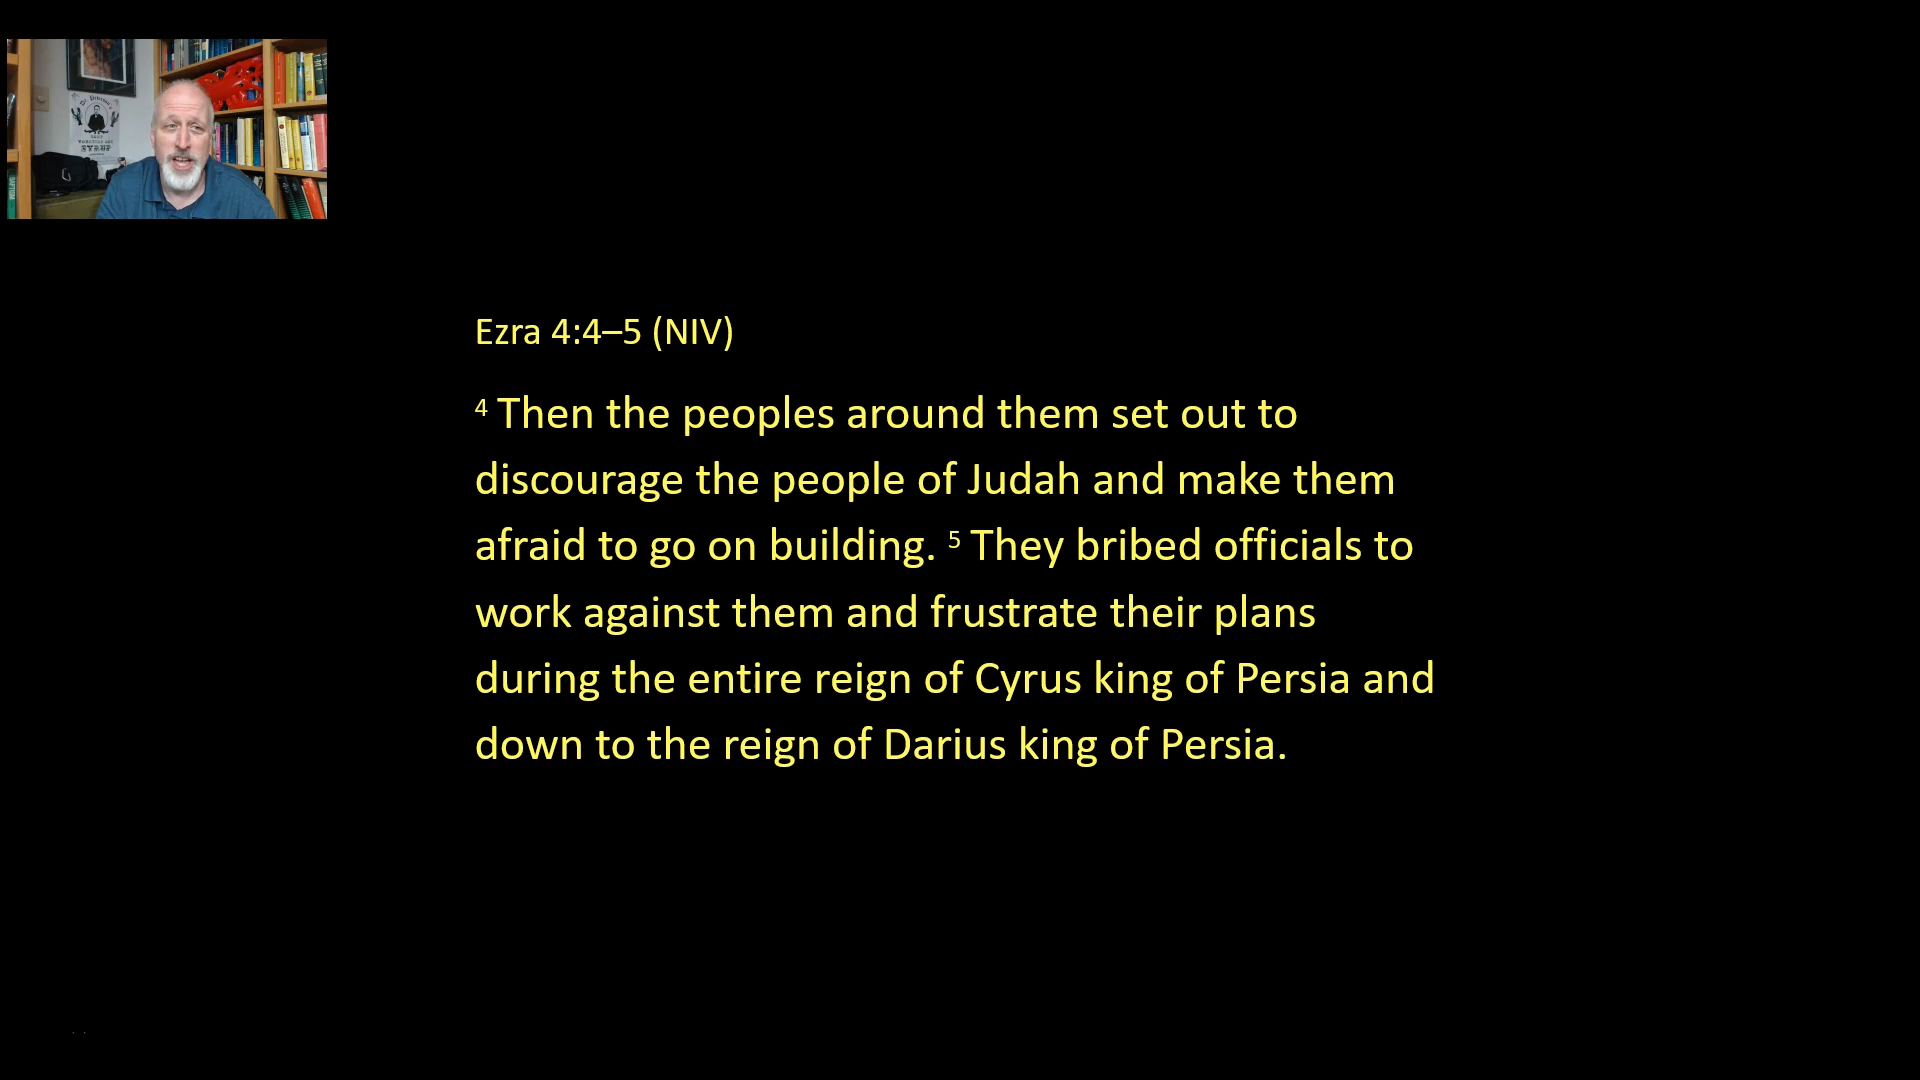 SYRUP
Ezra 4:4–5 (NIV)
4 Then the peoples around them set out to
discourage the people of Judah and make them
afraid to go on building. 5 They bribed officials to
work against them and frustrate their plans
during the entire reign of Cyrus king of Persia and
down to the reign of Darius king of Persia.